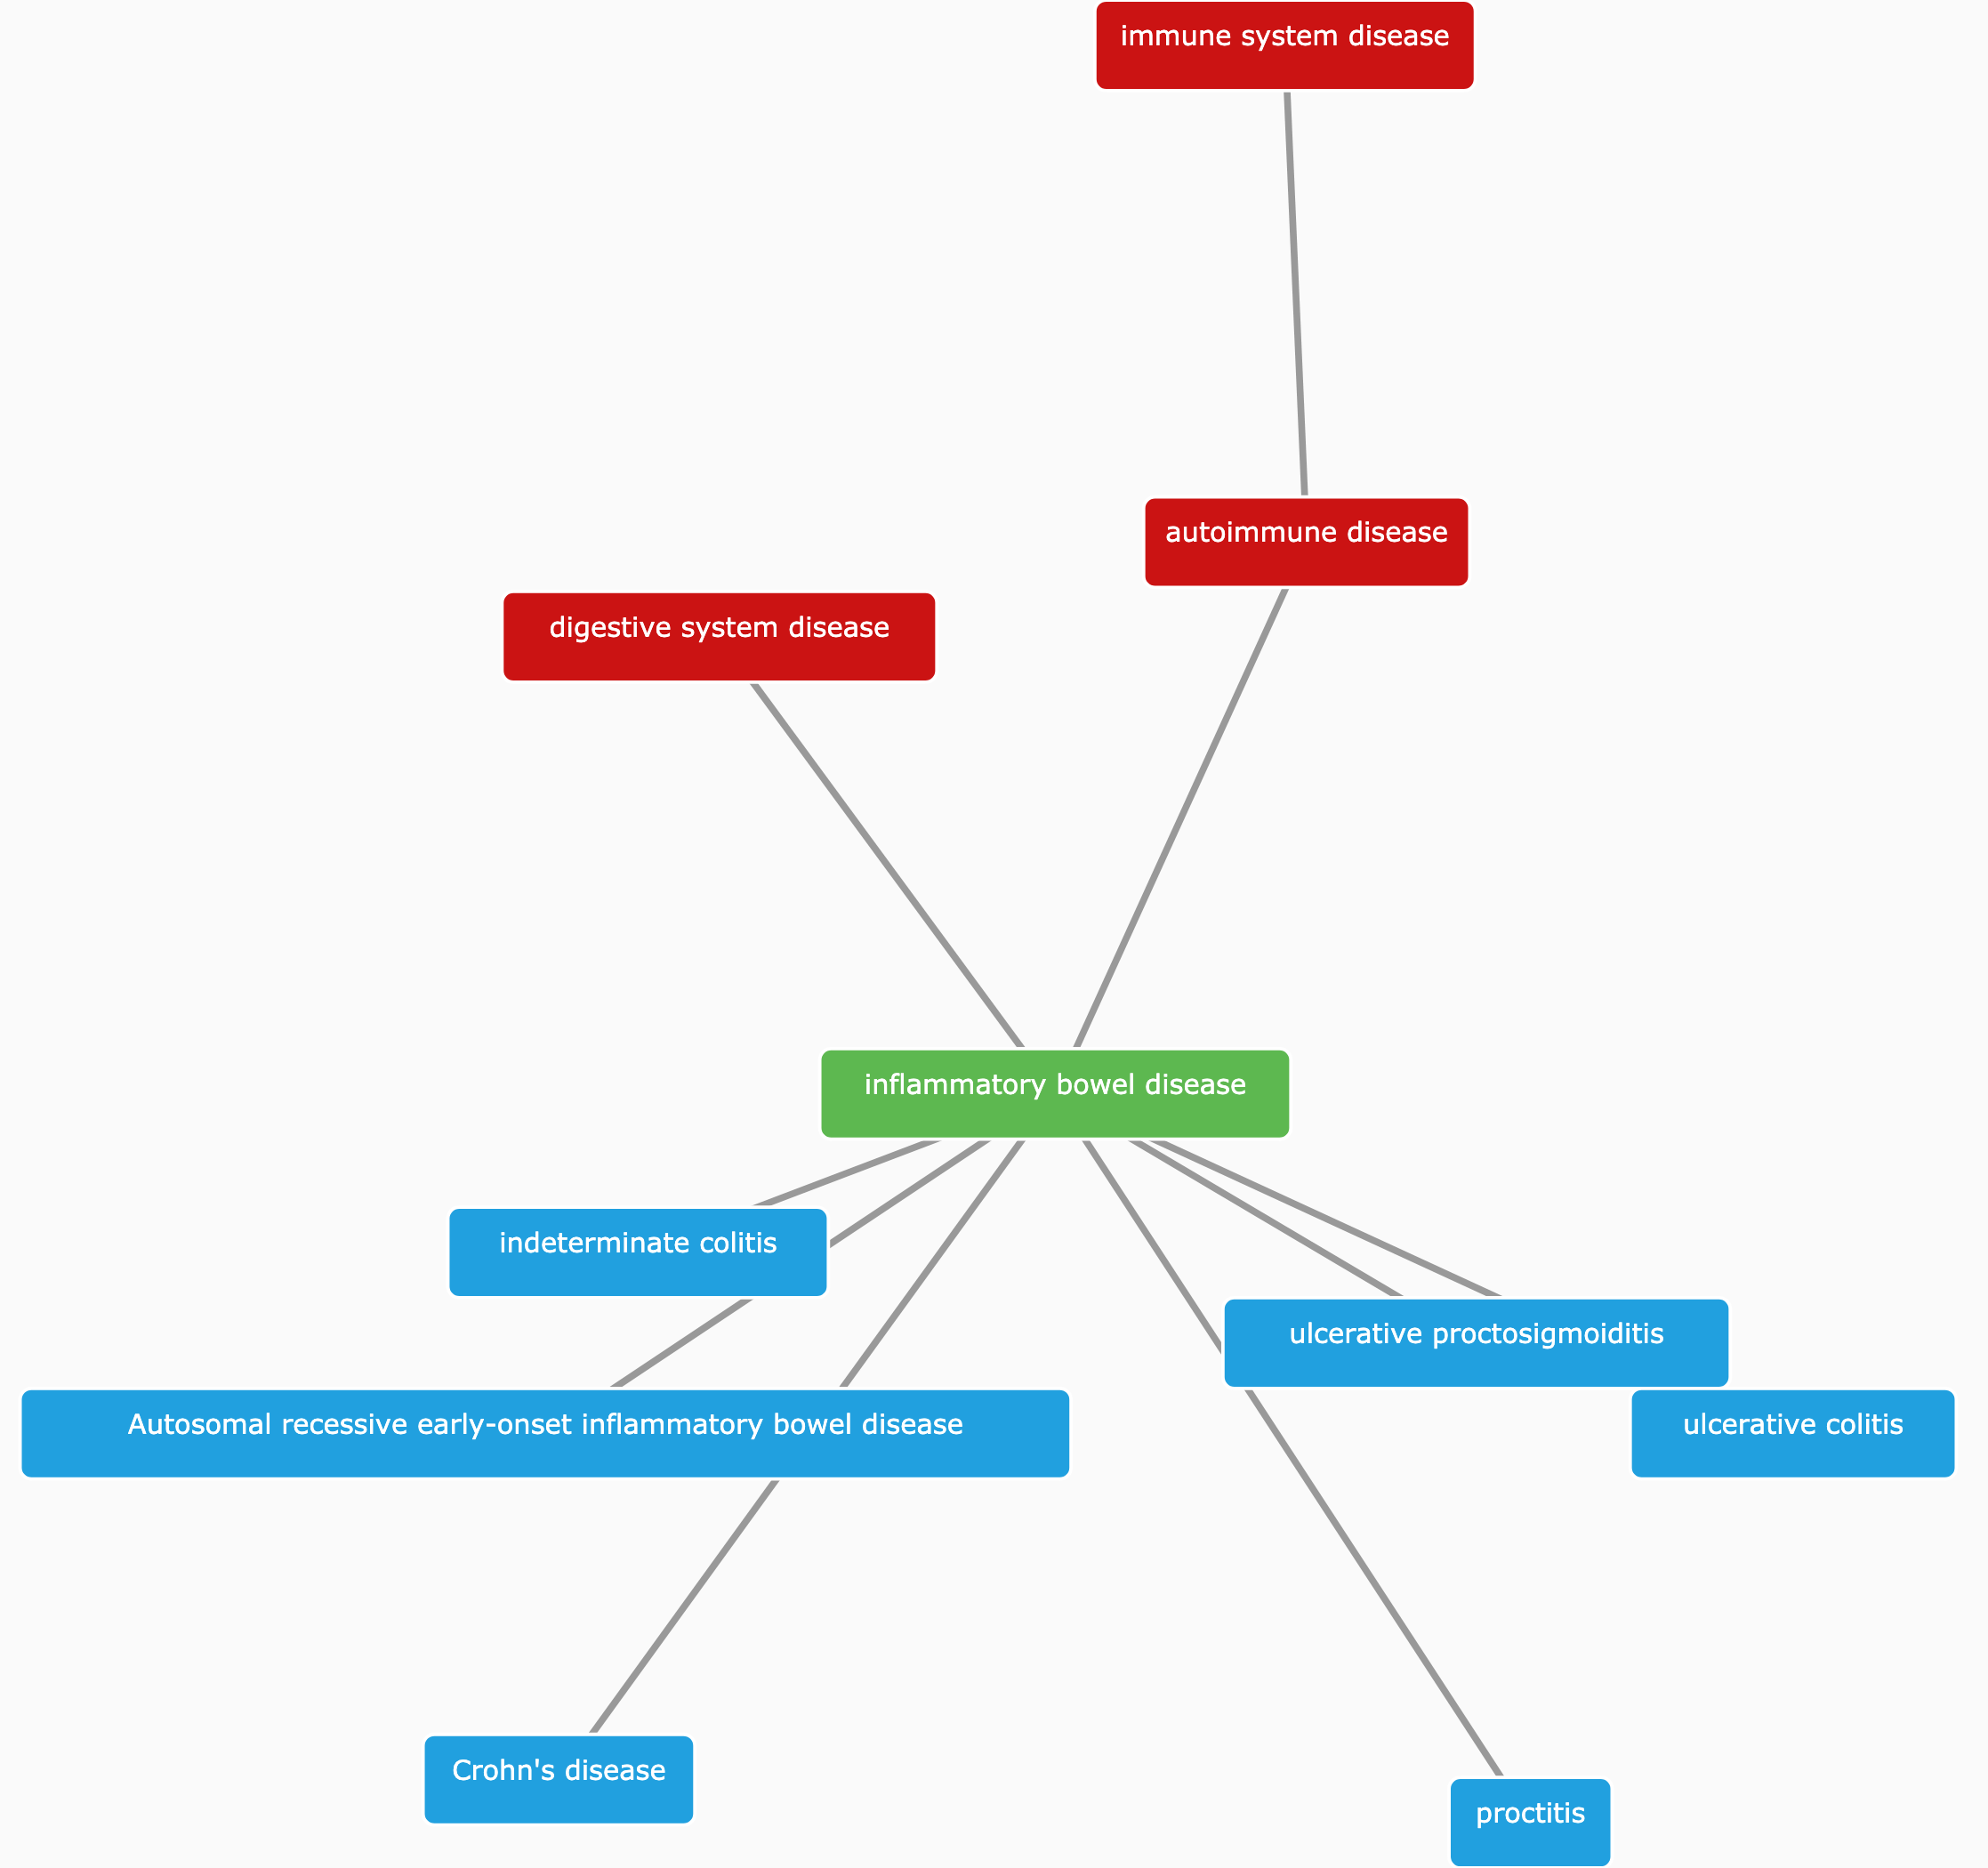 immune system disease
autoimmune disease
digestive system disease
inflammatory bowel disease
indeterminate colitis
ulcerative proctosigmoiditis
Autosomal recessive early-onset inflammatory bowel disease
ulcerative colitis
Crohn's disease
proctitis